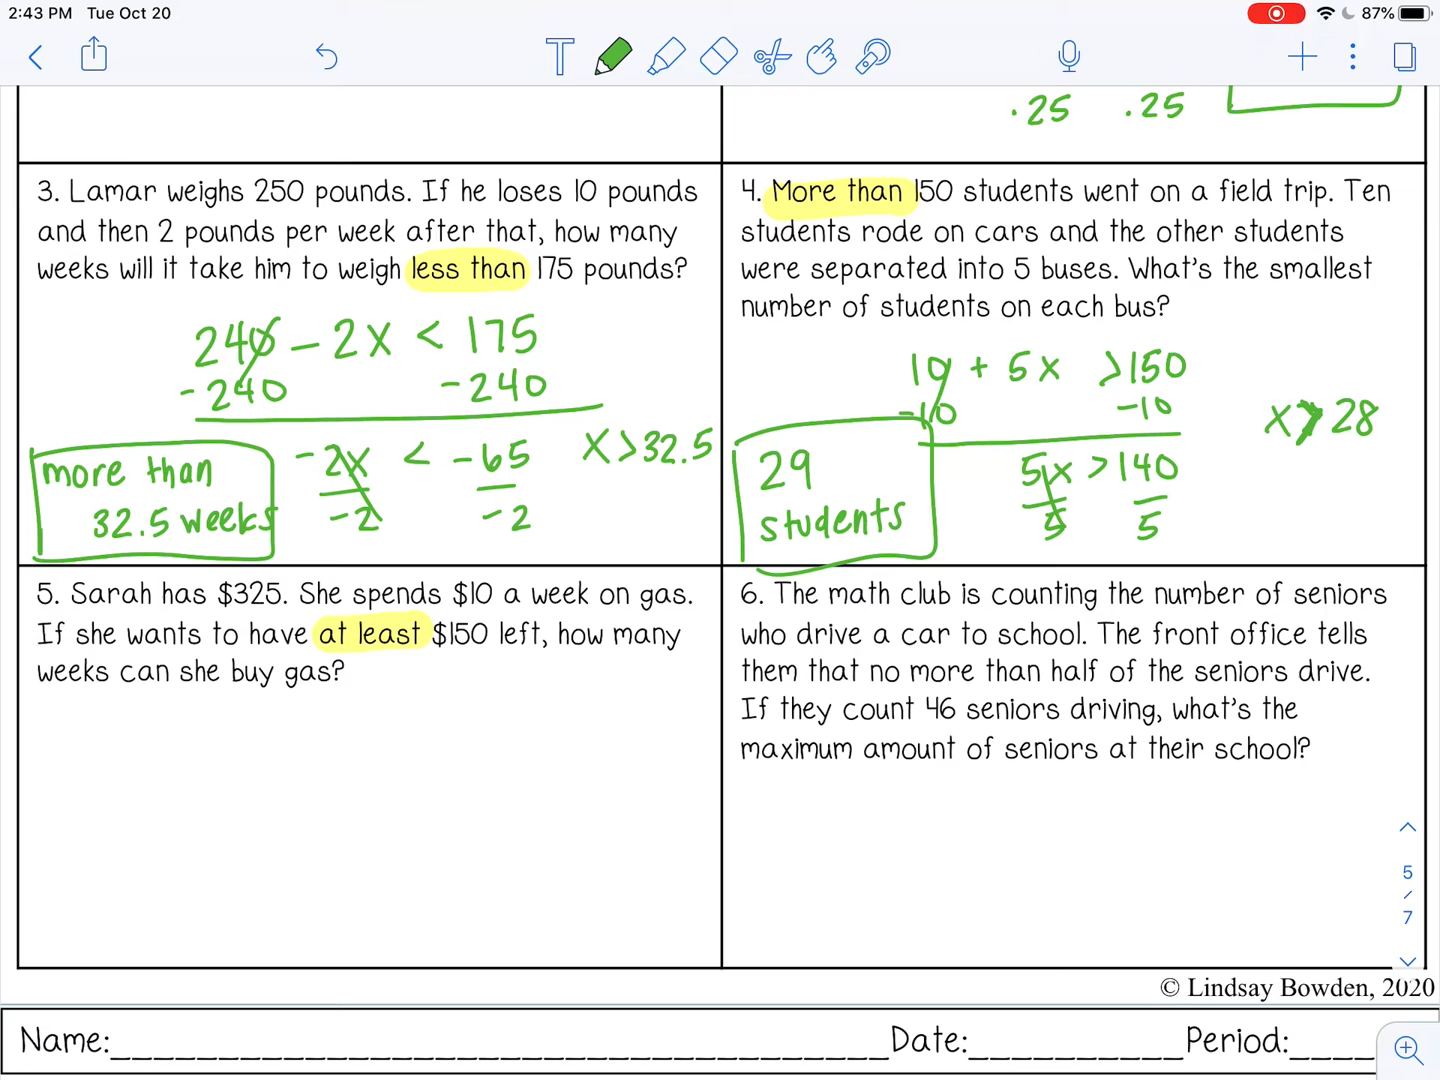 2:43 PM Tue Oct 20
87%
.25 .25
3. Lamar weighs 250 pounds. If he loses 10 pounds
and then 2 pounds per week after that, how many
weeks will it take him to weigh less than 175 pounds?
240 - 2x < 175
-240 -240
-2x < -65 x > 32.5
-2 -2
more than
32.5 weeks
4. More than 150 students went on a field trip. Ten
students rode on cars and the other students
were separated into 5 buses. What's the smallest
number of students on each bus?
10 + 5x > 150
-10 -10
x > 28
5x > 140
5 5
29
students
5. Sarah has $325. She spends $10 a week on gas.
If she wants to have at least $150 left, how many
weeks can she buy gas?
6. The math club is counting the number of seniors
who drive a car to school. The front office tells
them that no more than half of the seniors drive.
If they count 46 seniors driving, what's the
maximum amount of seniors at their school?
5
/
7
© Lindsay Bowden, 2020
Name:__________________________________Date:__________Period:____